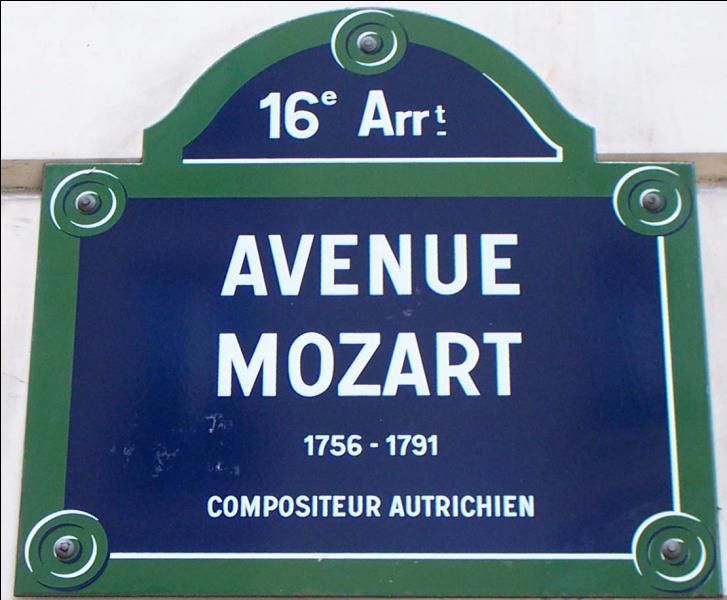 16e Arrt
AVENUE
MOZART
1756 - 1791
COMPOSITEUR AUTRICHIEN